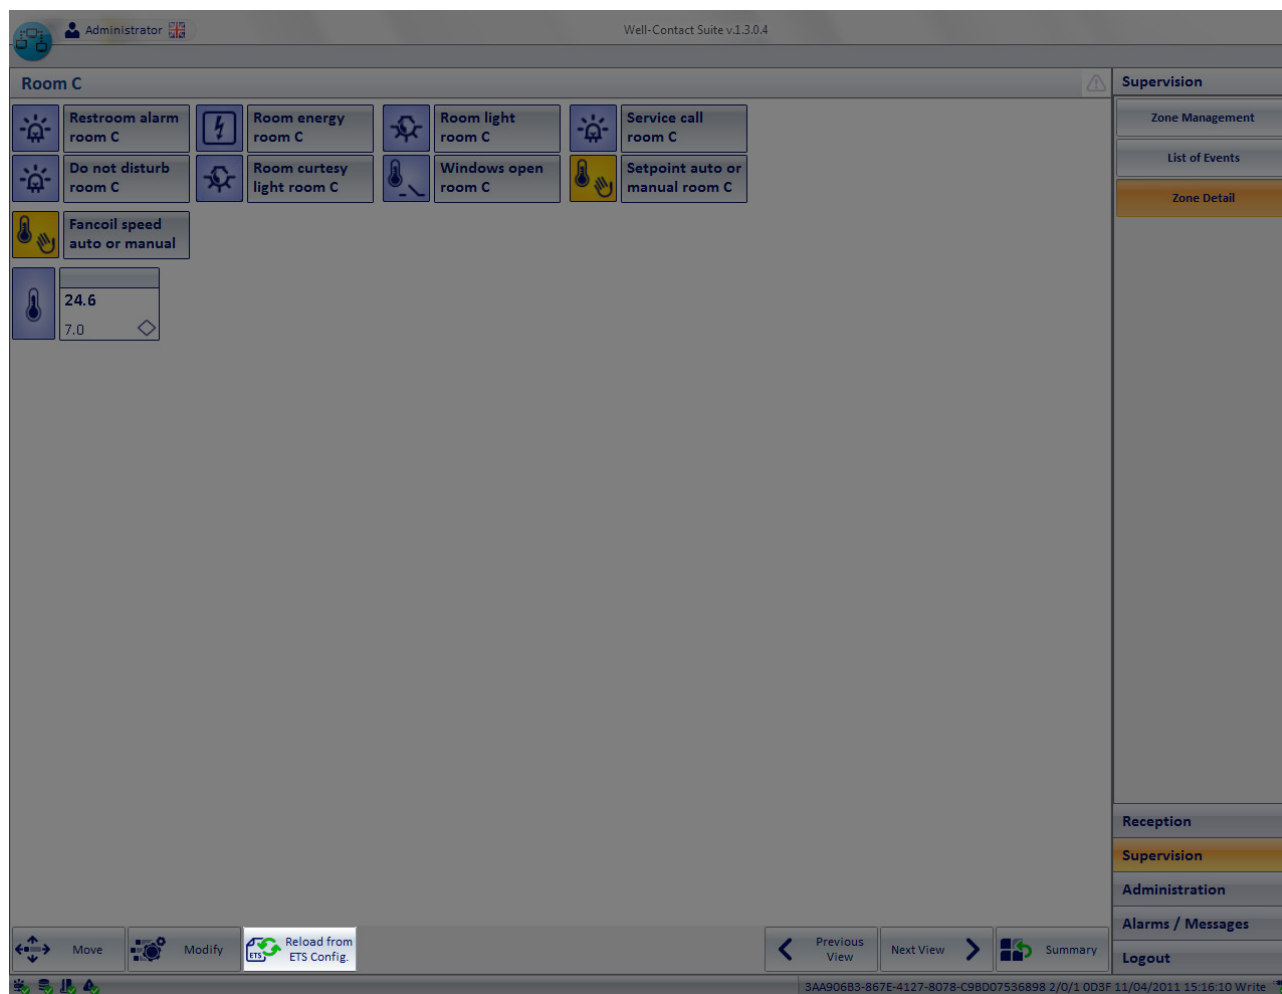 Administrator
Well-Contact Suite v.1.3.0.4
Room C
Supervision
Restroom alarm
room C
Room energy
room C
Room light
room C
Service call
room C
Do not disturb
room C
Room curtesy
light room C
Windows open
room C
Setpoint auto or
manual room C
Fancoil speed
auto or manual
24.6
7.0
Zone Management
List of Events
Zone Detail
Reception
Supervision
Administration
Alarms / Messages
Logout
Move
Modify
ETS
Reload from
ETS Config.
Previous
View
Next View
Summary
3AA906B3-867E-4127-8078-C9BD07536898 2/0/1 0D3F 11/04/2011 15:16:10 Write